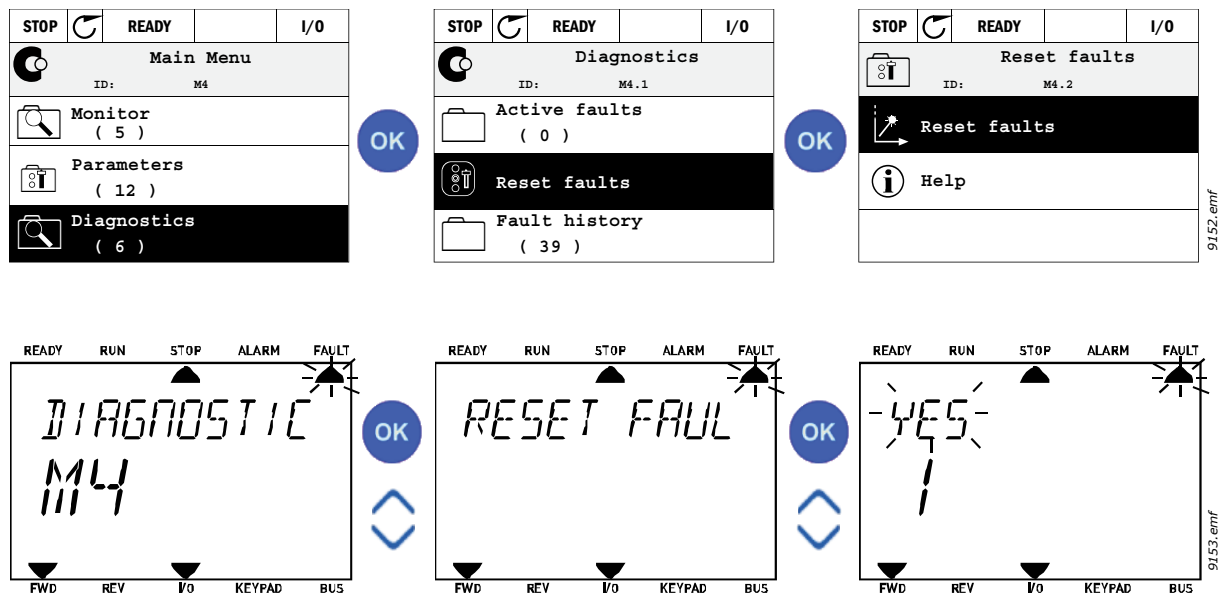 STOP READY I/O
Main Menu
ID: M4
Monitor
( 5 )
Parameters
( 12 )
Diagnostics
( 6 )
OK
STOP READY I/O
Diagnostics
ID: M4.1
Active faults
( 0 )
Reset faults
Fault history
( 39 )
OK
STOP READY I/O
Reset faults
ID: M4.2
Reset faults
i Help
9152.emf
READY RUN STOP ALARM FAULT
DIAGNOSTIC
M4
FWD REV I/O KEYPAD BUS
OK
READY RUN STOP ALARM FAULT
RESET FAUL
FWD REV I/O KEYPAD BUS
OK
READY RUN STOP ALARM FAULT
YES
1
FWD REV I/O KEYPAD BUS
9153.emf